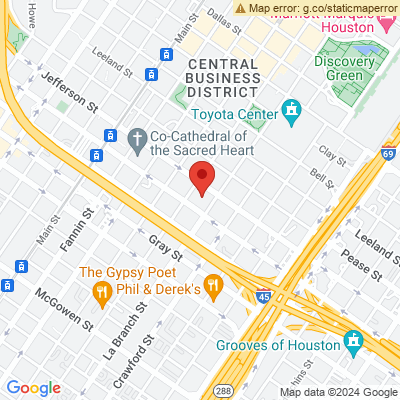 Map error: g.co/staticmaperror
Marriott Marquis
Houston
Howe
Main St
Dallas St
Leeland St
Discovery
Green
CENTRAL
BUSINESS
DISTRICT
Jefferson St
Toyota Center
Co-Cathedral of
the Sacred Heart
Clay St
69
Bell St
Main St
Fannin St
Leeland St
Gray St
Pease St
The Gypsy Poet
Phil & Derek's
45
McGowen St
La Branch St
Crawford St
Grooves of Houston
288
Google
Map data ©2024 Google